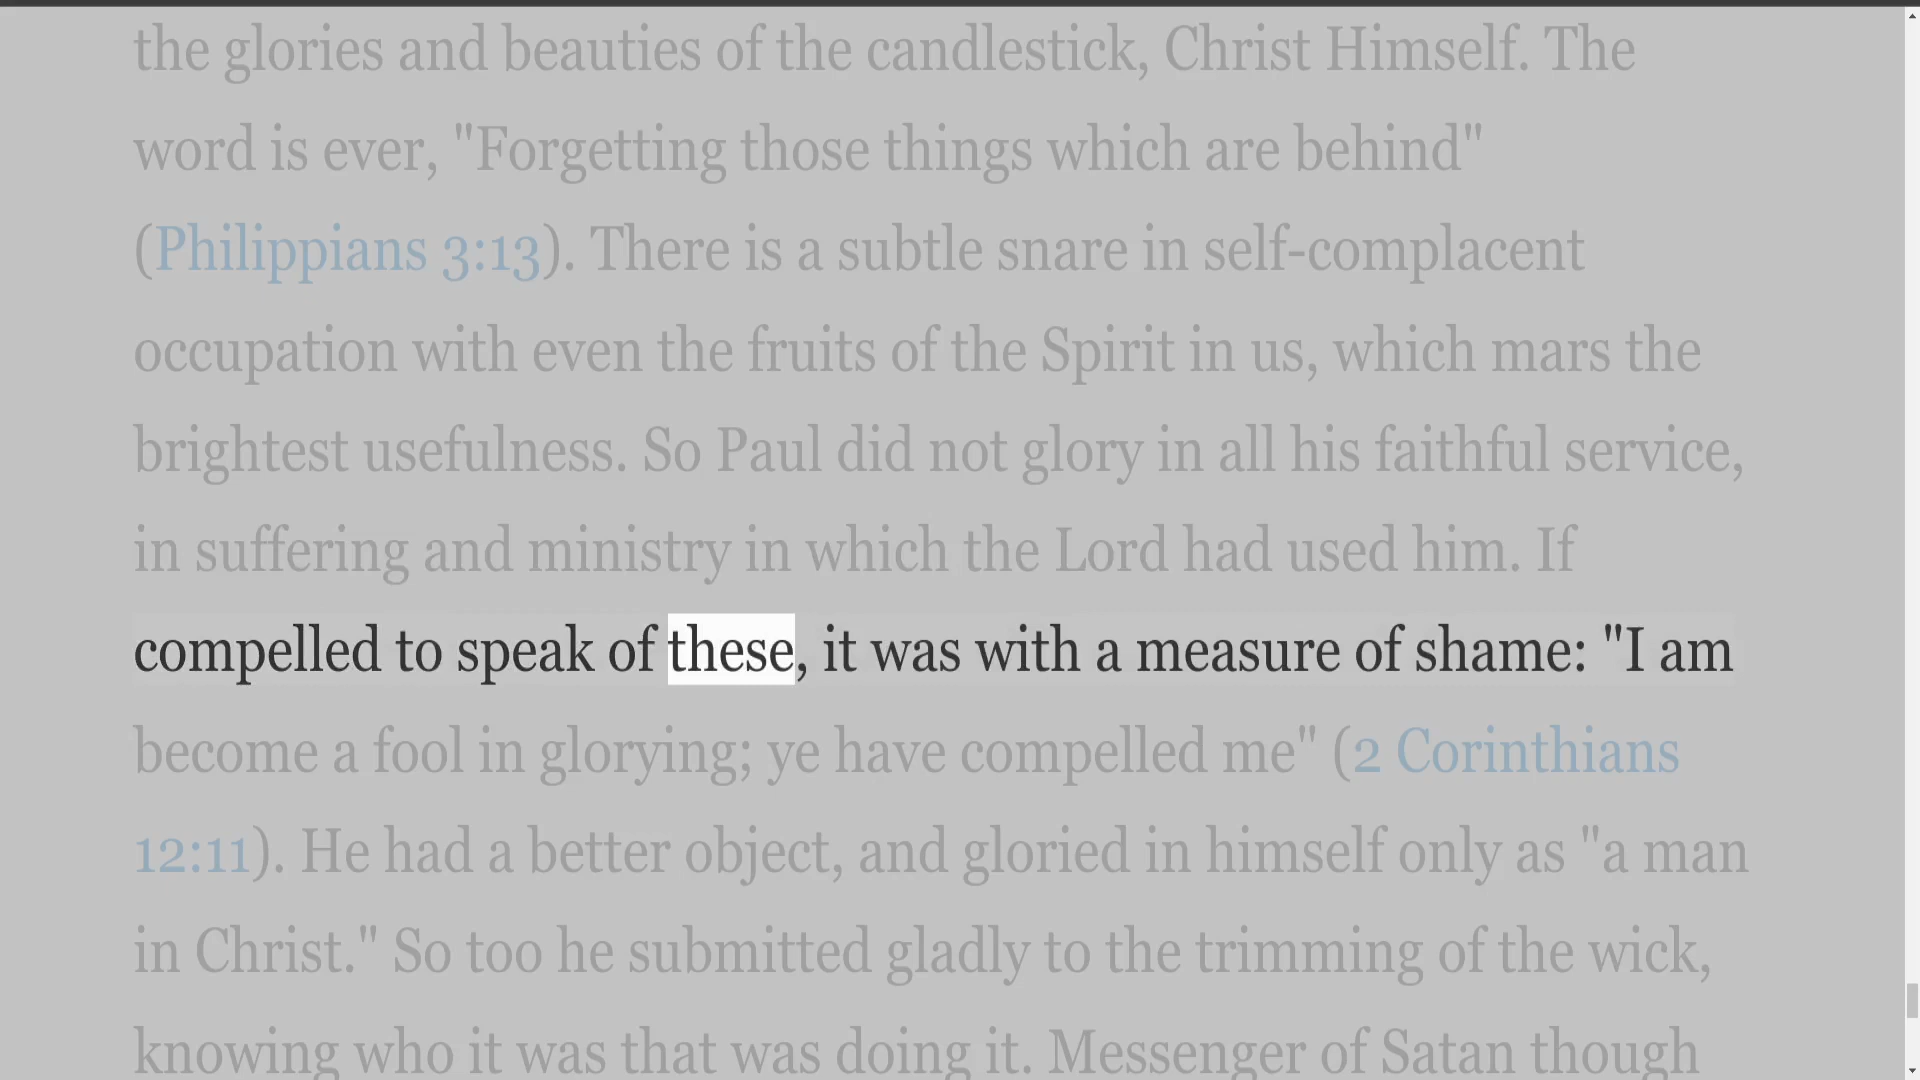 the glories and beauties of the candlestick, Christ Himself. The
word is ever, "Forgetting those things which are behind"
(Philippians 3:13). There is a subtle snare in self-complacent
occupation with even the fruits of the Spirit in us, which mars the
brightest usefulness. So Paul did not glory in all his faithful service,
in suffering and ministry in which the Lord had used him. If
compelled to speak of these, it was with a measure of shame: "I am
become a fool in glorying; ye have compelled me" (2 Corinthians
12:11). He had a better object, and gloried in himself only as "a man
in Christ." So too he submitted gladly to the trimming of the wick,
knowing who it was that was doing it. Messenger of Satan though